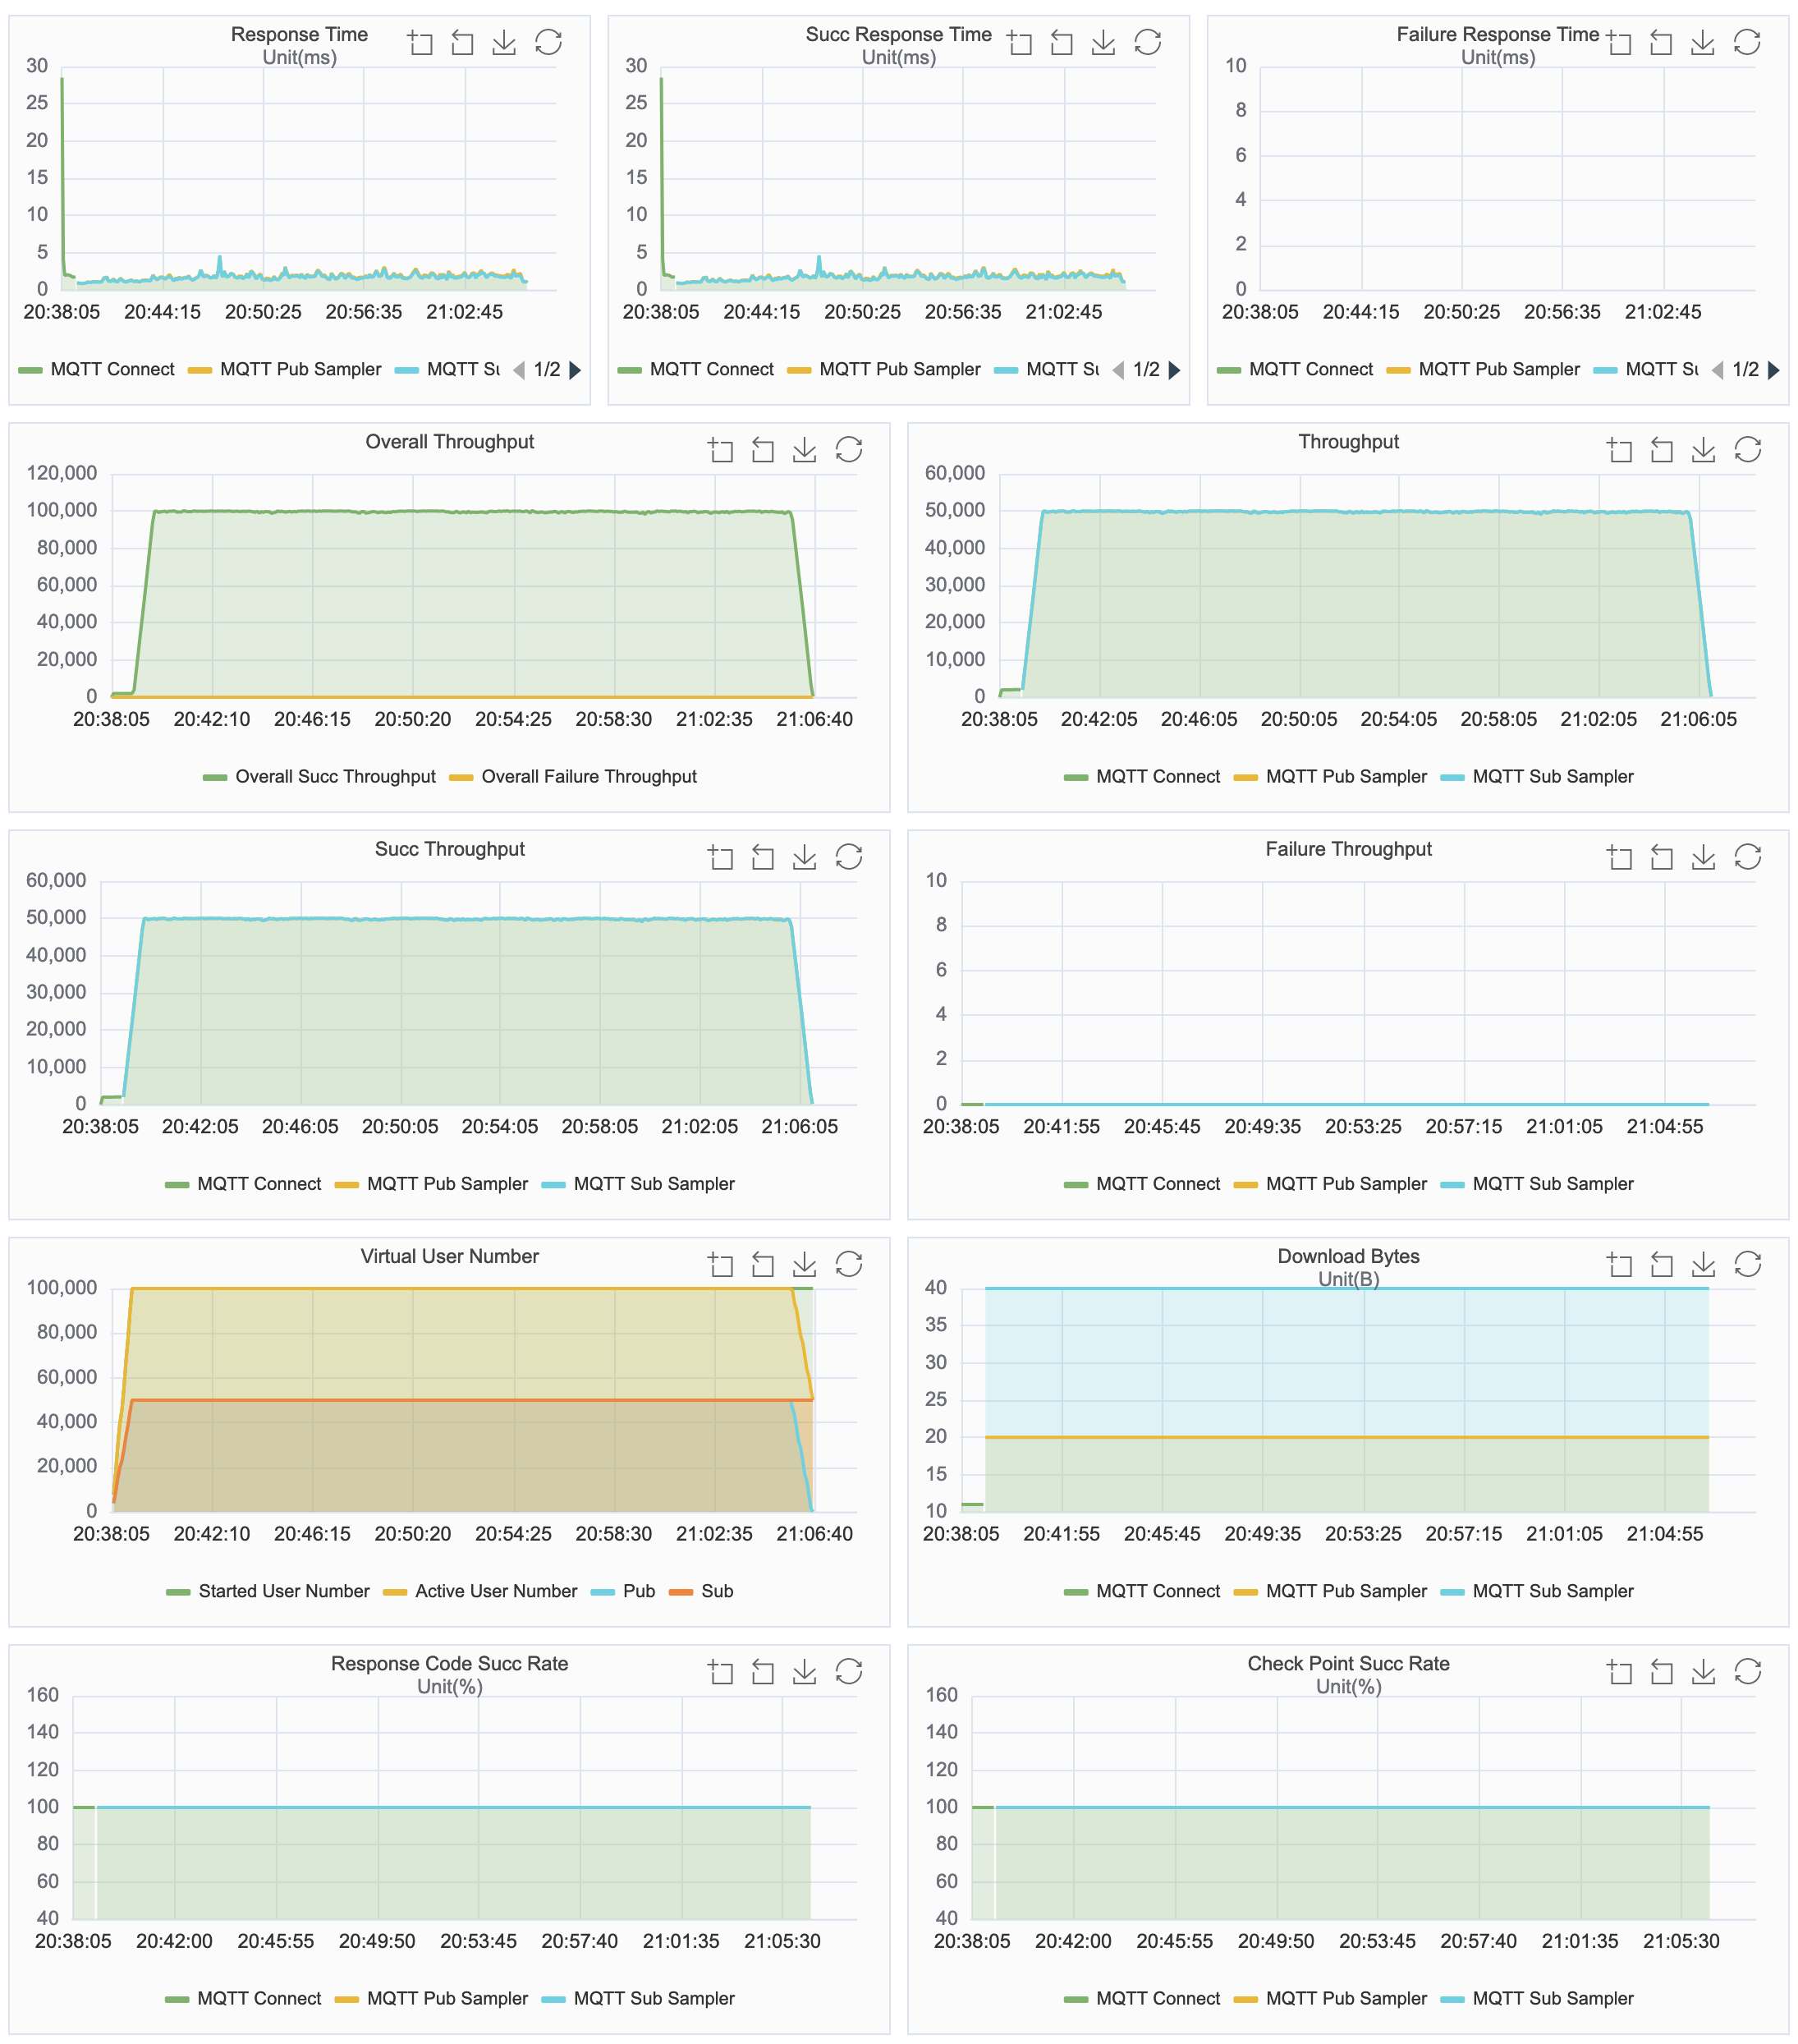 Response Time
Unit(ms)
30
25
20
15
10
5
0
20:38:05 20:44:15 20:50:25 20:56:35 21:02:45
MQTT Connect MQTT Pub Sampler MQTT Su 1/2
Succ Response Time
Unit(ms)
30
25
20
15
10
5
0
20:38:05 20:44:15 20:50:25 20:56:35 21:02:45
MQTT Connect MQTT Pub Sampler MQTT Su 1/2
Failure Response Time
Unit(ms)
10
8
6
4
2
0
20:38:05 20:44:15 20:50:25 20:56:35 21:02:45
MQTT Connect MQTT Pub Sampler MQTT Su 1/2
Overall Throughput
120,000
100,000
80,000
60,000
40,000
20,000
0
20:38:05 20:42:10 20:46:15 20:50:20 20:54:25 20:58:30 21:02:35 21:06:40
Overall Succ Throughput Overall Failure Throughput
Throughput
60,000
50,000
40,000
30,000
20,000
10,000
0
20:38:05 20:42:05 20:46:05 20:50:05 20:54:05 20:58:05 21:02:05 21:06:05
MQTT Connect MQTT Pub Sampler MQTT Sub Sampler
Succ Throughput
60,000
50,000
40,000
30,000
20,000
10,000
0
20:38:05 20:42:05 20:46:05 20:50:05 20:54:05 20:58:05 21:02:05 21:06:05
MQTT Connect MQTT Pub Sampler MQTT Sub Sampler
Failure Throughput
10
8
6
4
2
0
20:38:05 20:41:55 20:45:45 20:49:35 20:53:25 20:57:15 21:01:05 21:04:55
MQTT Connect MQTT Pub Sampler MQTT Sub Sampler
Virtual User Number
100,000
80,000
60,000
40,000
20,000
0
20:38:05 20:42:10 20:46:15 20:50:20 20:54:25 20:58:30 21:02:35 21:06:40
Started User Number Active User Number Pub Sub
Download Bytes
Unit(B)
40
35
30
25
20
15
10
20:38:05 20:41:55 20:45:45 20:49:35 20:53:25 20:57:15 21:01:05 21:04:55
MQTT Connect MQTT Pub Sampler MQTT Sub Sampler
Response Code Succ Rate
Unit(%)
160
140
120
100
80
60
40
20:38:05 20:42:00 20:45:55 20:49:50 20:53:45 20:57:40 21:01:35 21:05:30
MQTT Connect MQTT Pub Sampler MQTT Sub Sampler
Check Point Succ Rate
Unit(%)
160
140
120
100
80
60
40
20:38:05 20:42:00 20:45:55 20:49:50 20:53:45 20:57:40 21:01:35 21:05:30
MQTT Connect MQTT Pub Sampler MQTT Sub Sampler